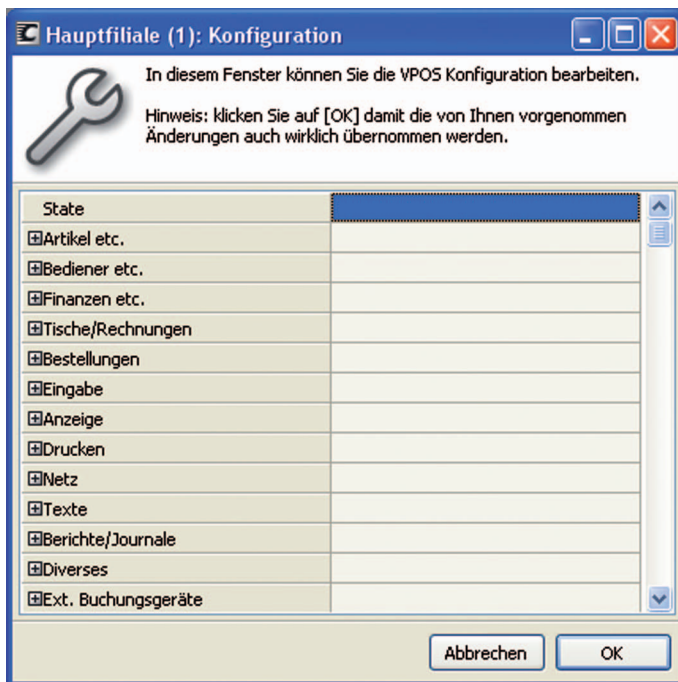 Hauptfiliale (1): Konfiguration
In diesem Fenster können Sie die VPOS Konfiguration bearbeiten.
Hinweis: klicken Sie auf [OK] damit die von Ihnen vorgenommen
Änderungen auch wirklich übernommen werden.
State
Artikel etc.
Bediener etc.
Finanzen etc.
Tische/Rechnungen
Bestellungen
Eingabe
Anzeige
Drucken
Netz
Texte
Berichte/Journale
Diverses
Ext. Buchungsgeräte
Abbrechen
OK